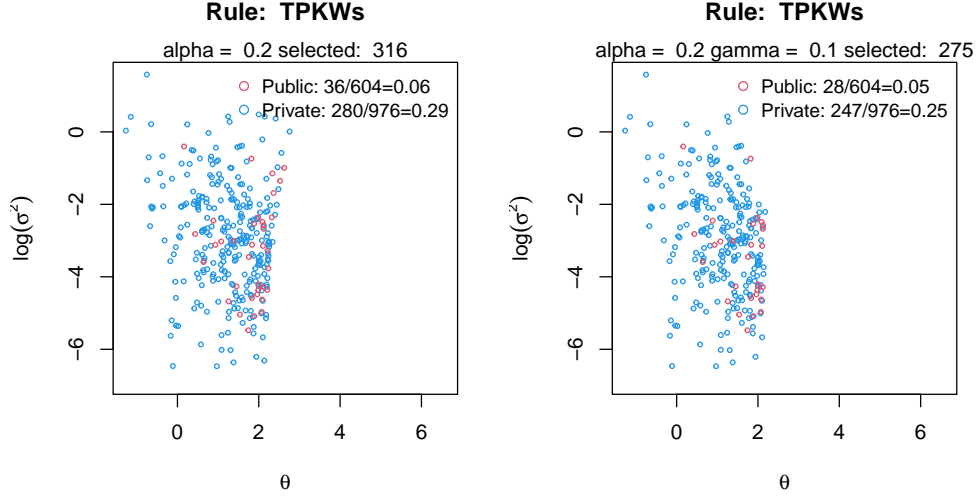 Rule: TPKWs
alpha = 0.2 selected: 316
Public: 36/604=0.06
Private: 280/976=0.29
log(σ²)
0
−2
−4
−6
0 2 4 6
θ
Rule: TPKWs
alpha = 0.2 gamma = 0.1 selected: 275
Public: 28/604=0.05
Private: 247/976=0.25
log(σ²)
0
−2
−4
−6
0 2 4 6
θ